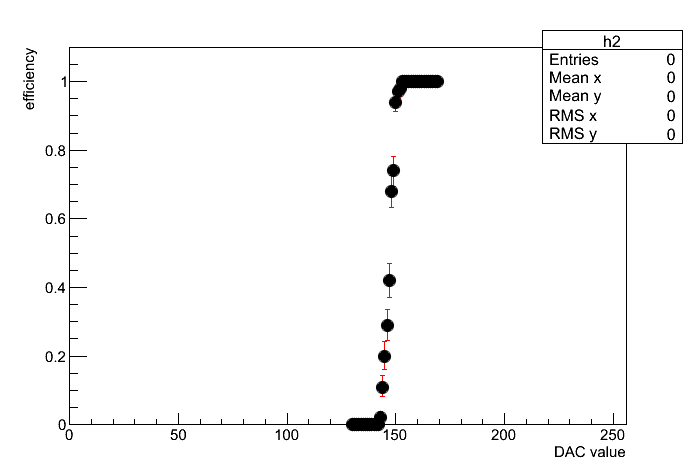 h2
Entries 0
Mean x 0
Mean y 0
RMS x 0
RMS y 0
efficiency
1
0.8
0.6
0.4
0.2
0
0 50 100 150 200 250
DAC value